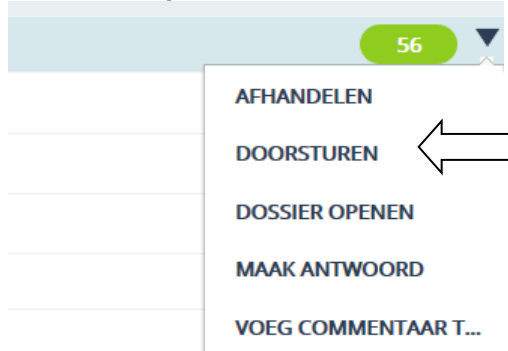 56
AFHANDELEN
DOORSTUREN
DOSSIER OPENEN
MAAK ANTWOORD
VOEG COMMENTAAR T...